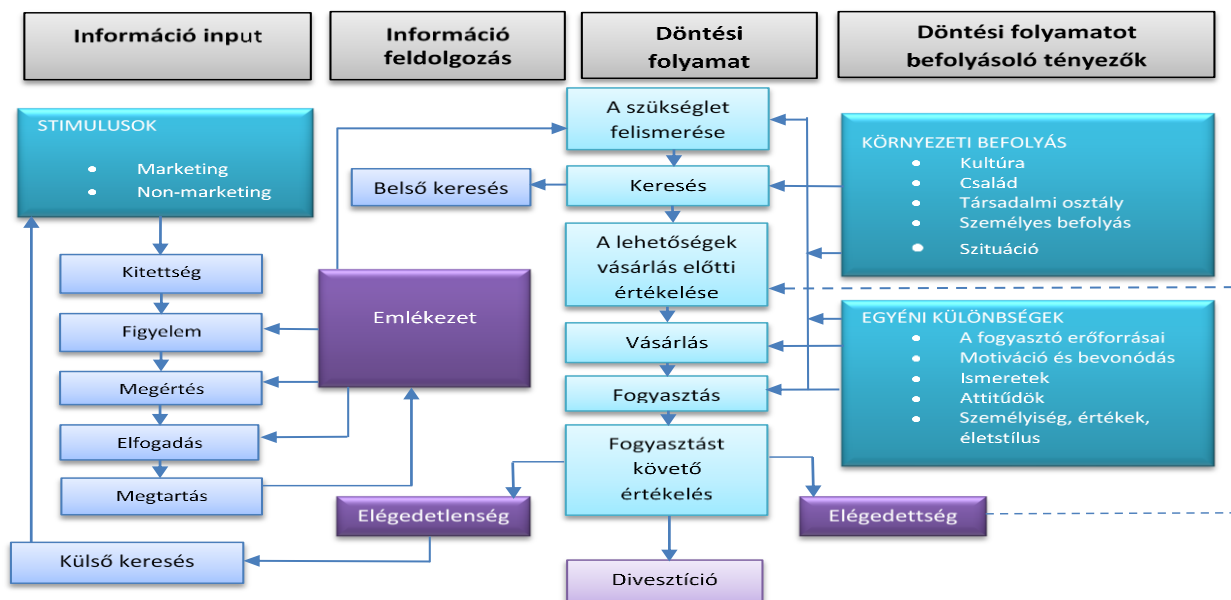 Információ input
Információ
feldolgozás
Döntési
folyamat
Döntési folyamatot
befolyásoló tényezők
STIMULUSOK
• Marketing
• Non-marketing
Kitettség
Figyelem
Megértés
Elfogadás
Megtartás
Külső keresés
Belső keresés
Emlékezet
Elégedetlenség
A szükséglet
felismerése
Keresés
A lehetőségek
vásárlás előtti
értékelése
Vásárlás
Fogyasztás
Fogyasztást
követő
értékelés
Divesztíció
KÖRNYEZETI BEFOLYÁS
• Kultúra
• Család
• Társadalmi osztály
• Személyes befolyás
• Szituáció
EGYÉNI KÜLÖNBSÉGEK
• A fogyasztó erőforrásai
• Motiváció és bevonódás
• Ismeretek
• Attitűdök
• Személyiség, értékek,
életstílus
Elégedettség